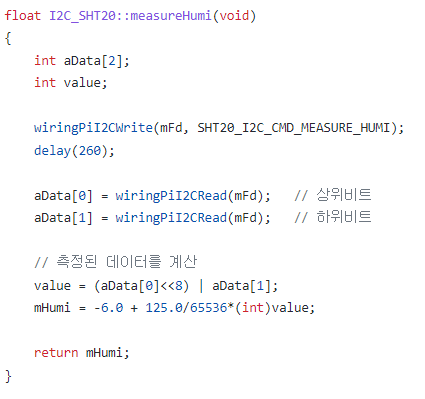 float I2C_SHT20::measureHumi(void)
{
    int aData[2];
    int value;

    wiringPiI2CWrite(mFd, SHT20_I2C_CMD_MEASURE_HUMI);
    delay(260);

    aData[0] = wiringPiI2CRead(mFd);   // 상위비트
    aData[1] = wiringPiI2CRead(mFd);   // 하위비트

    // 측정된 데이터를 계산
    value = (aData[0]<<8) | aData[1];
    mHumi = -6.0 + 125.0/65536*(int)value;

    return mHumi;
}